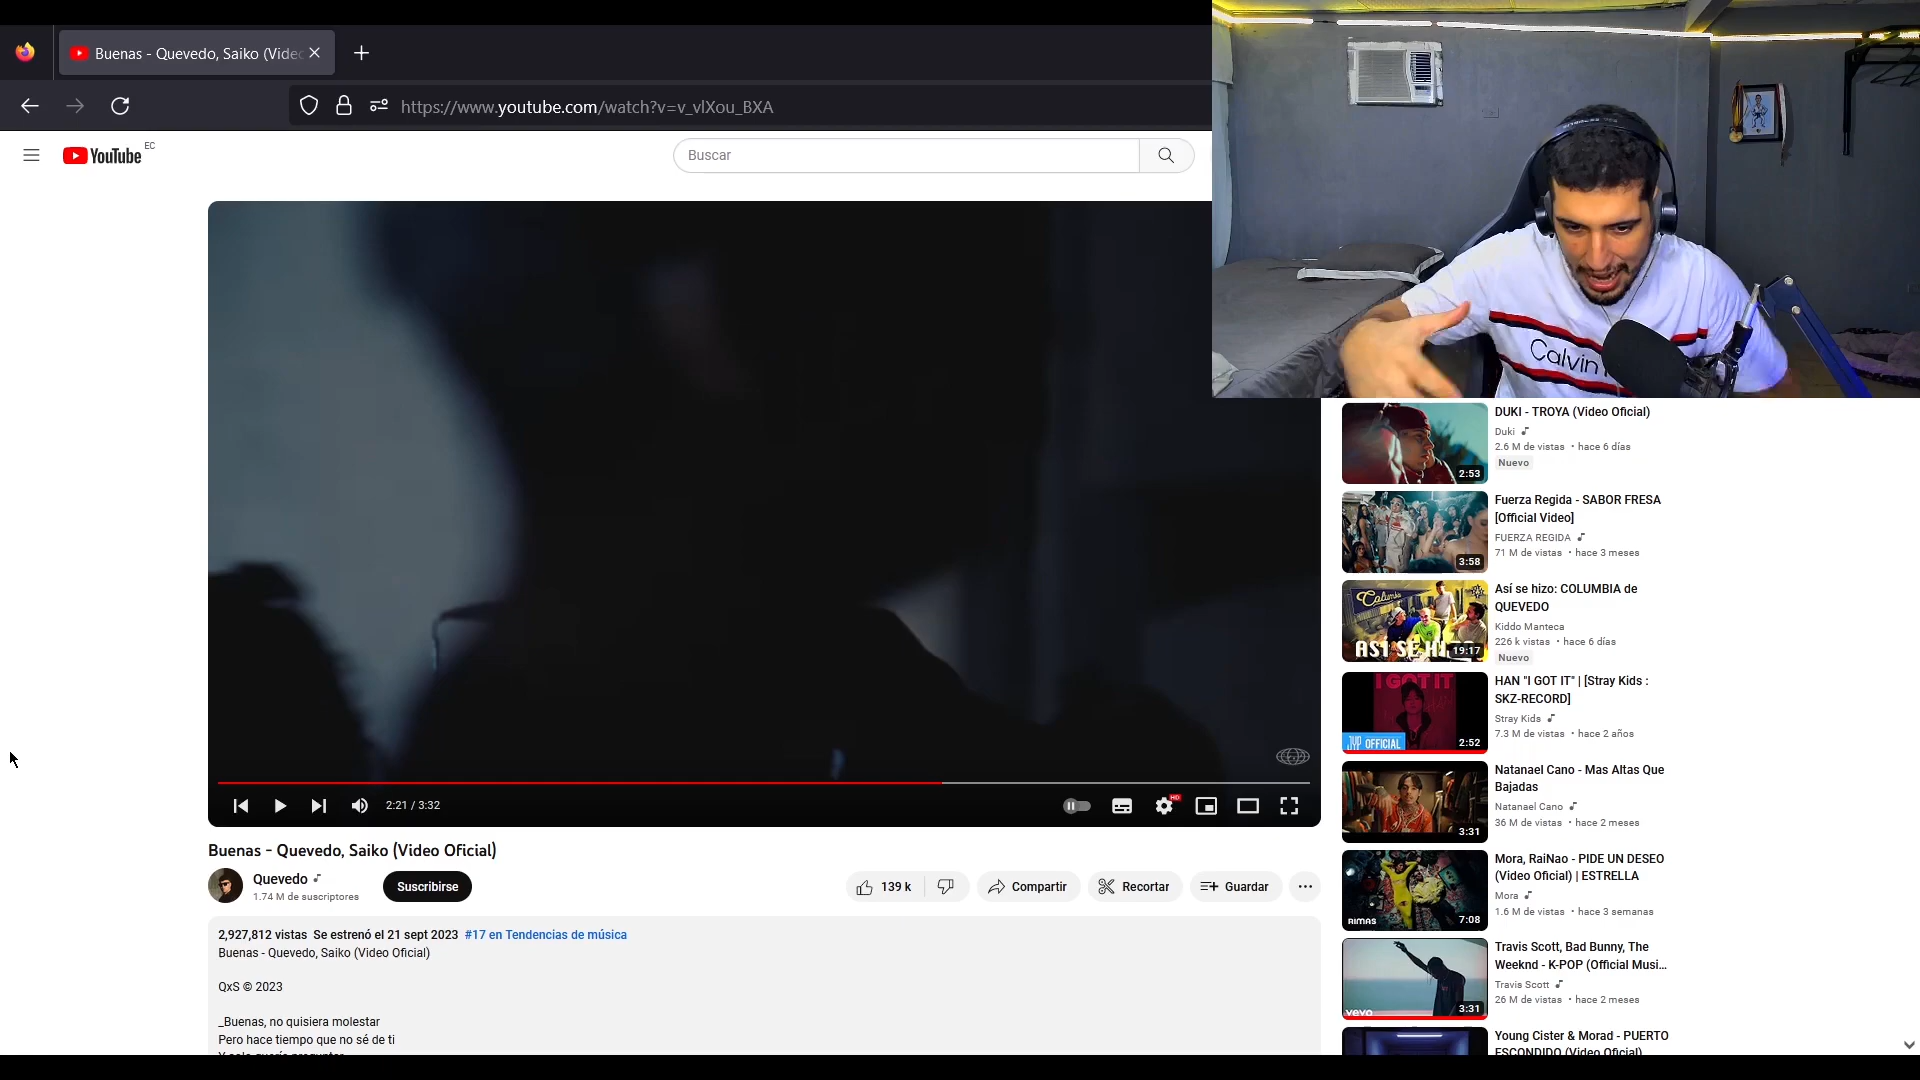 Buenas - Quevedo, Saiko (Vide
https://www.youtube.com/watch?v=v_vlXou_BXA
YouTube EC
Buscar
Calvin
2:21 / 3:32
HD
Buenas - Quevedo, Saiko (Video Oficial)
Quevedo
1.74 M de suscriptores
Suscribirse
139 k
Compartir
Recortar
Guardar
2,927,812 vistas Se estrenó el 21 sept 2023 #17 en Tendencias de música
Buenas - Quevedo, Saiko (Video Oficial)
QxS © 2023
_Buenas, no quisiera molestar
Pero hace tiempo que no sé de ti
DUKI - TROYA (Video Oficial)
Duki
2.6 M de vistas • hace 6 días
Nuevo
2:53
Fuerza Regida - SABOR FRESA
[Official Video]
FUERZA REGIDA
71 M de vistas • hace 3 meses
3:58
Así se hizo: COLUMBIA de
QUEVEDO
Kiddo Manteca
226 k vistas • hace 6 días
Nuevo
19:17
HAN "I GOT IT" | [Stray Kids :
SKZ-RECORD]
Stray Kids
7.3 M de vistas • hace 2 años
I GOT IT
JYP OFFICIAL
2:52
Natanael Cano - Mas Altas Que
Bajadas
Natanael Cano
36 M de vistas • hace 2 meses
3:31
Mora, RaiNao - PIDE UN DESEO
(Video Oficial) | ESTRELLA
Mora
1.6 M de vistas • hace 3 semanas
RIMAS
7:08
Travis Scott, Bad Bunny, The
Weeknd - K-POP (Official Musi...
Travis Scott
26 M de vistas • hace 2 meses
vevo
3:31
Young Cister & Morad - PUERTO
ESCONDIDO (Video Oficial)